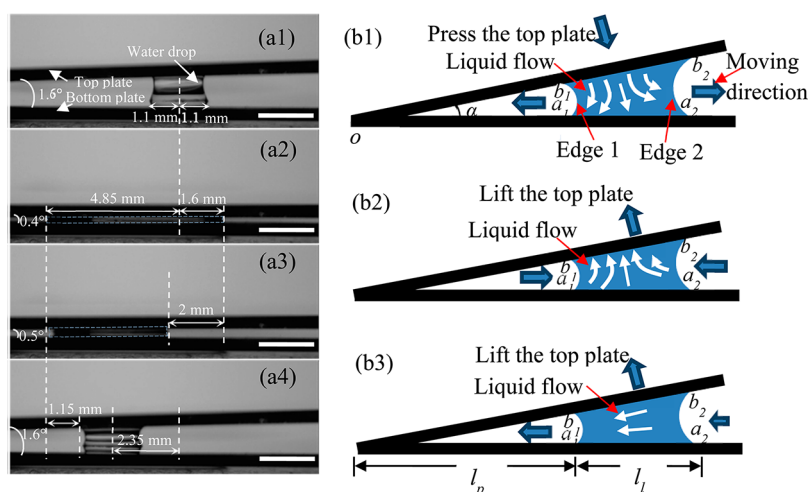 (a1)
Water drop
Top plate
1.6°
Bottom plate
1.1 mm
1.1 mm
(a2)
4.85 mm
1.6 mm
0.4°
(a3)
2 mm
0.5°
(a4)
1.15 mm
1.6°
2.35 mm
(b1)
Press the top plate
Liquid flow
Moving
direction
b1
a1
b2
a2
α
o
Edge 1
Edge 2
(b2)
Lift the top plate
Liquid flow
b1
a1
b2
a2
(b3)
Lift the top plate
Liquid flow
b1
a1
b2
a2
lp
l1